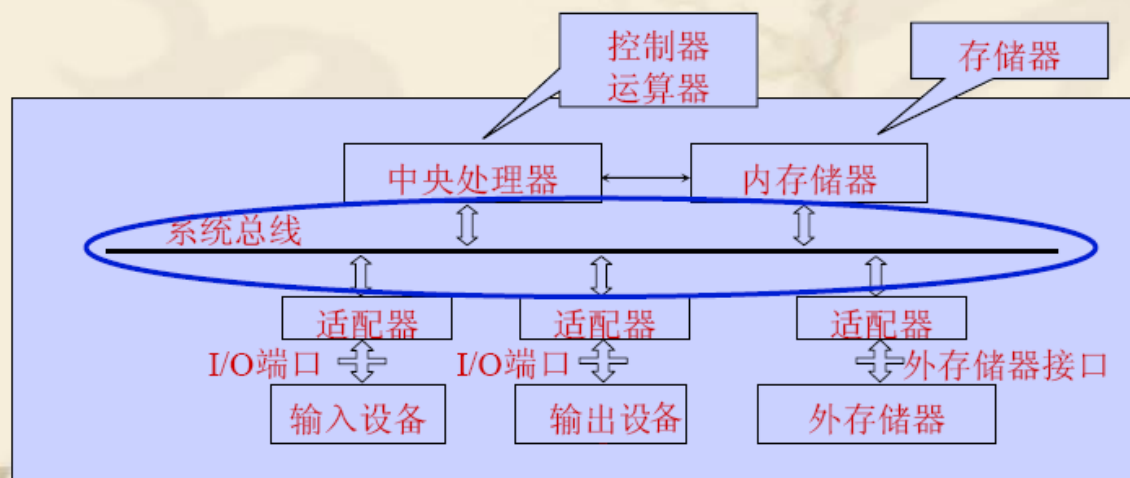 控制器
运算器
存储器
中央处理器
内存储器
系统总线
适配器
适配器
适配器
I/O端口
I/O端口
外存储器接口
输入设备
输出设备
外存储器